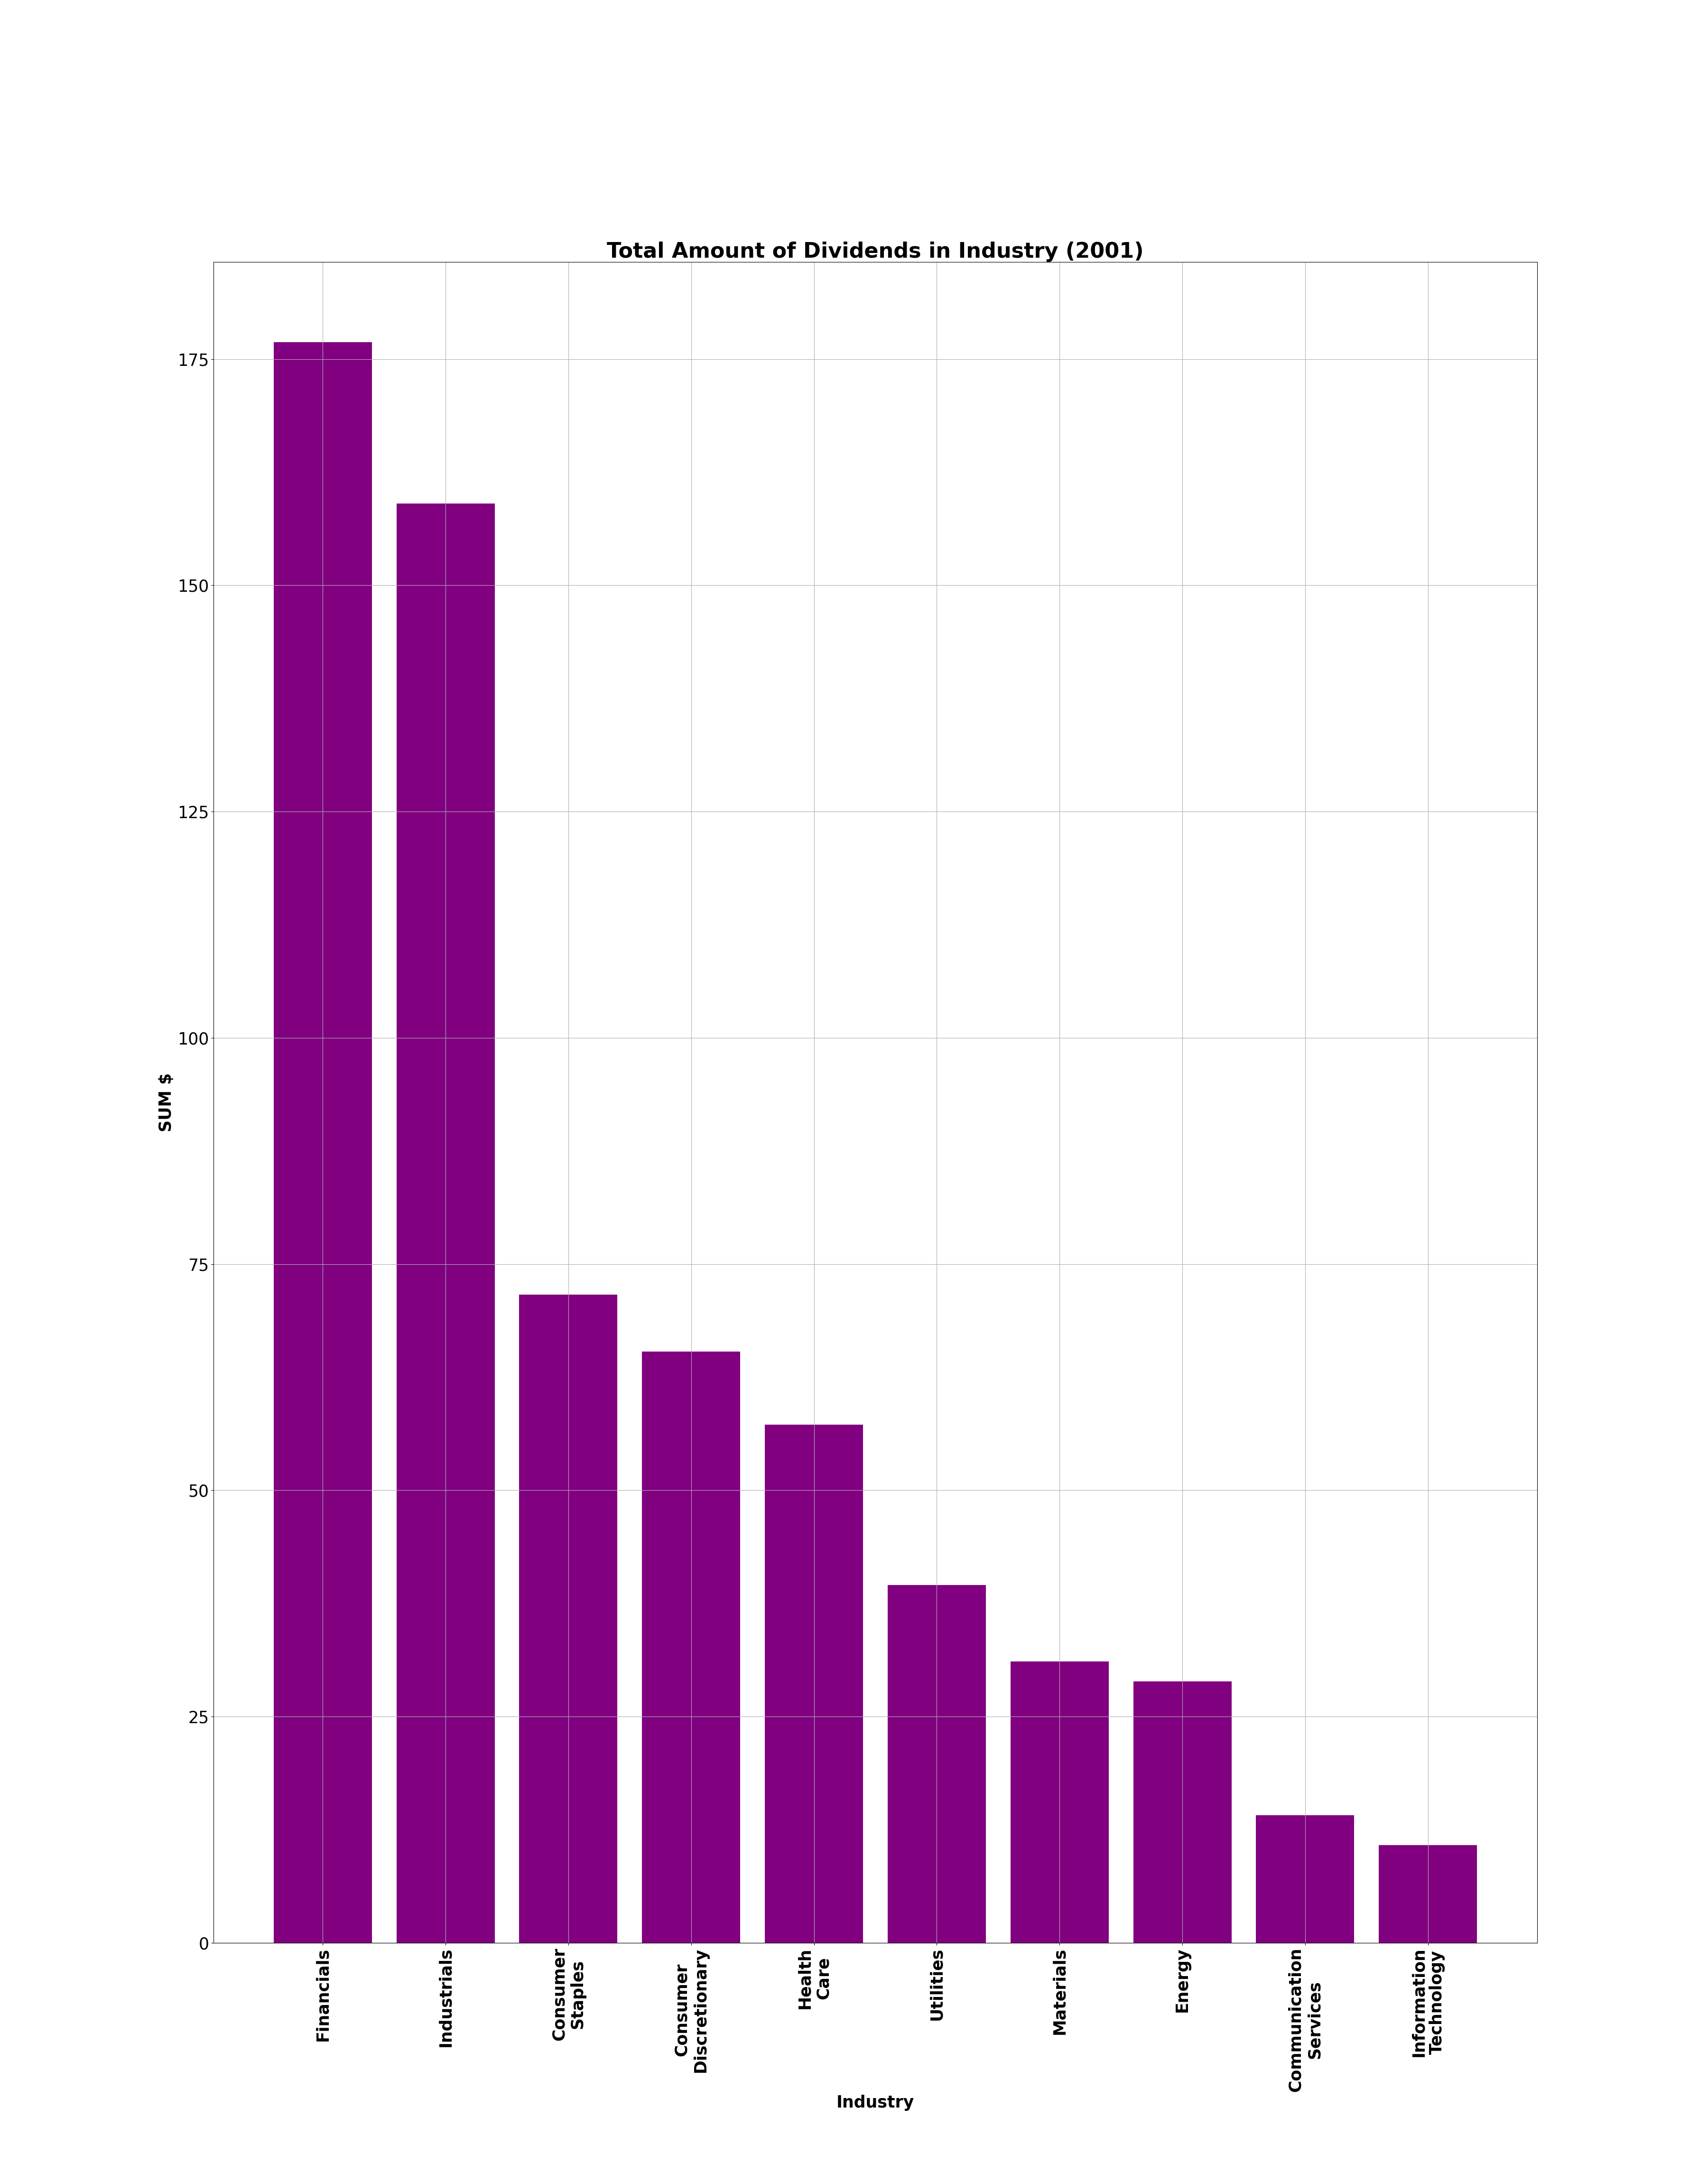 Total Amount of Dividends in Industry (2001)
175
150
125
100
75
50
25
0
SUM $
Financials
Industrials
Consumer
Staples
Consumer
Discretionary
Health
Care
Utilities
Materials
Energy
Communication
Services
Information
Technology
Industry